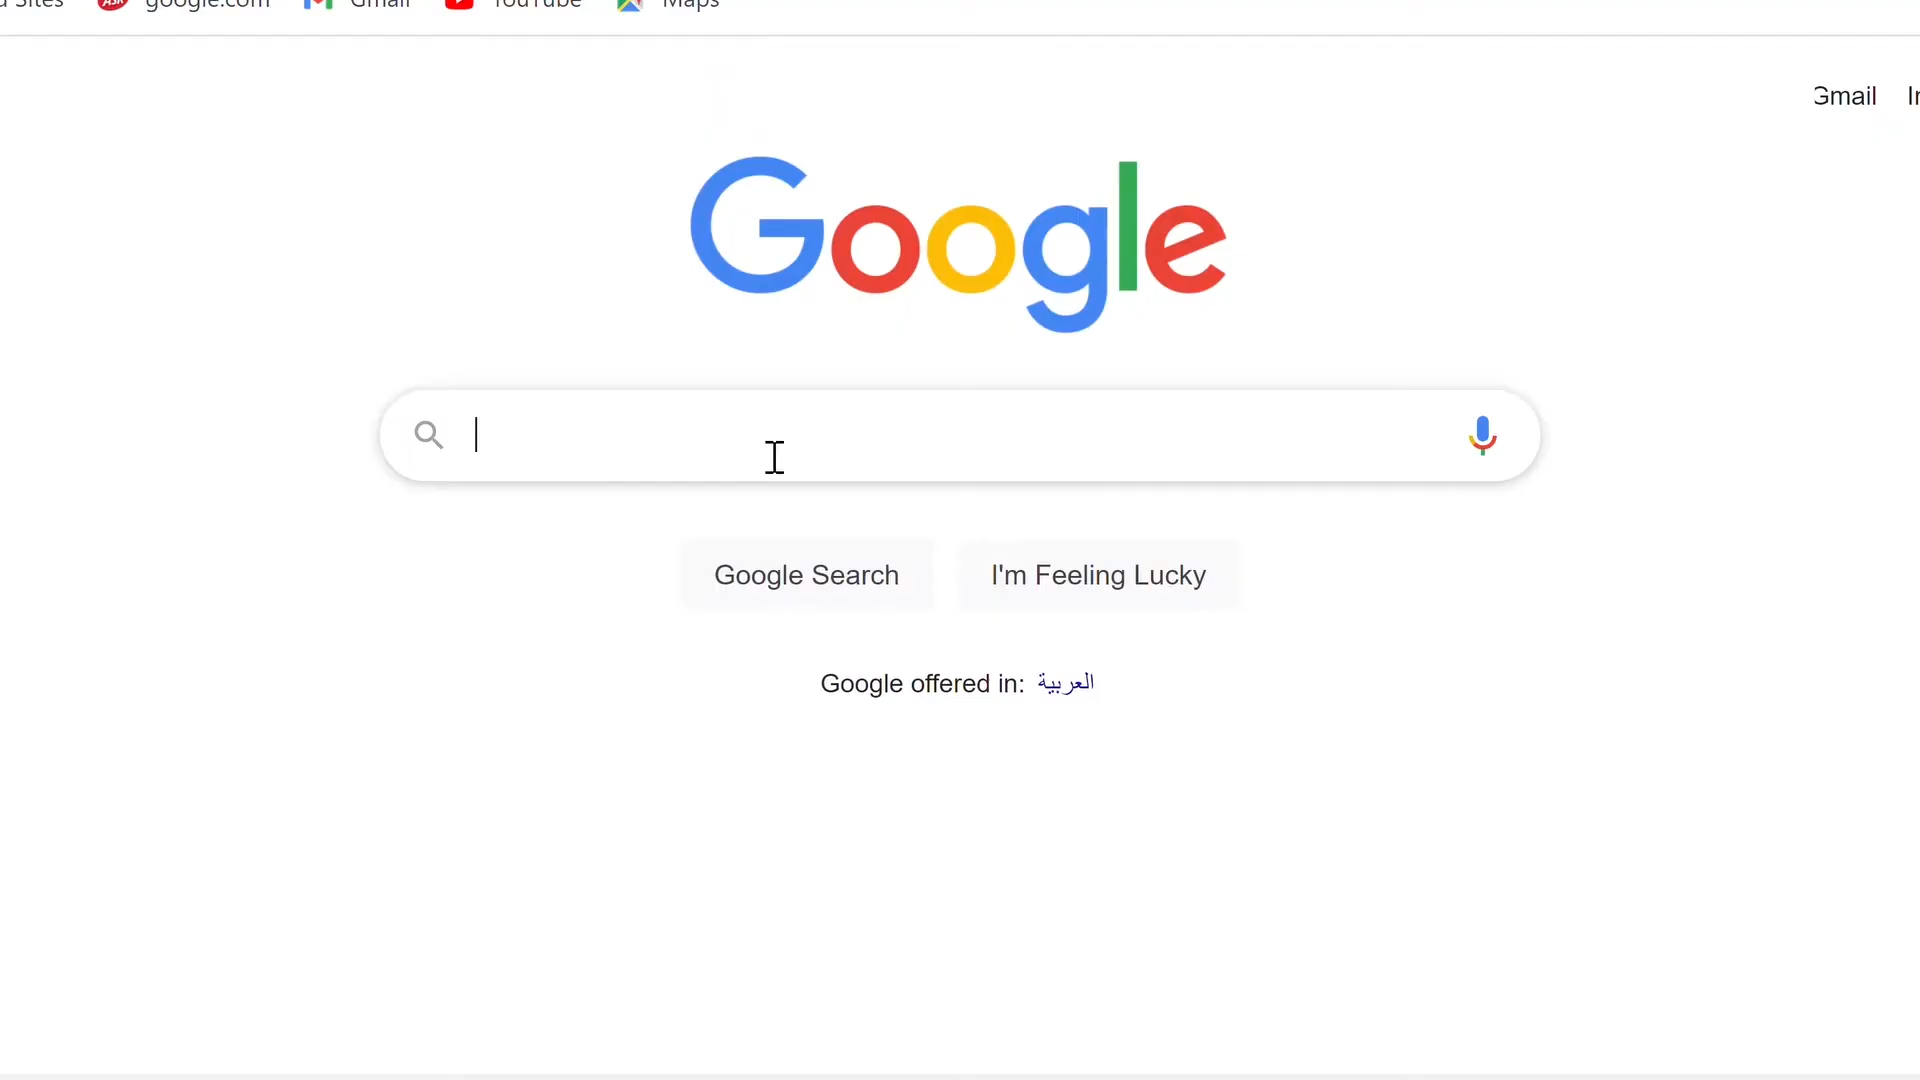 Sites google.com Gmail YouTube Maps
Gmail
Google
Google Search I'm Feeling Lucky
Google offered in: العربية